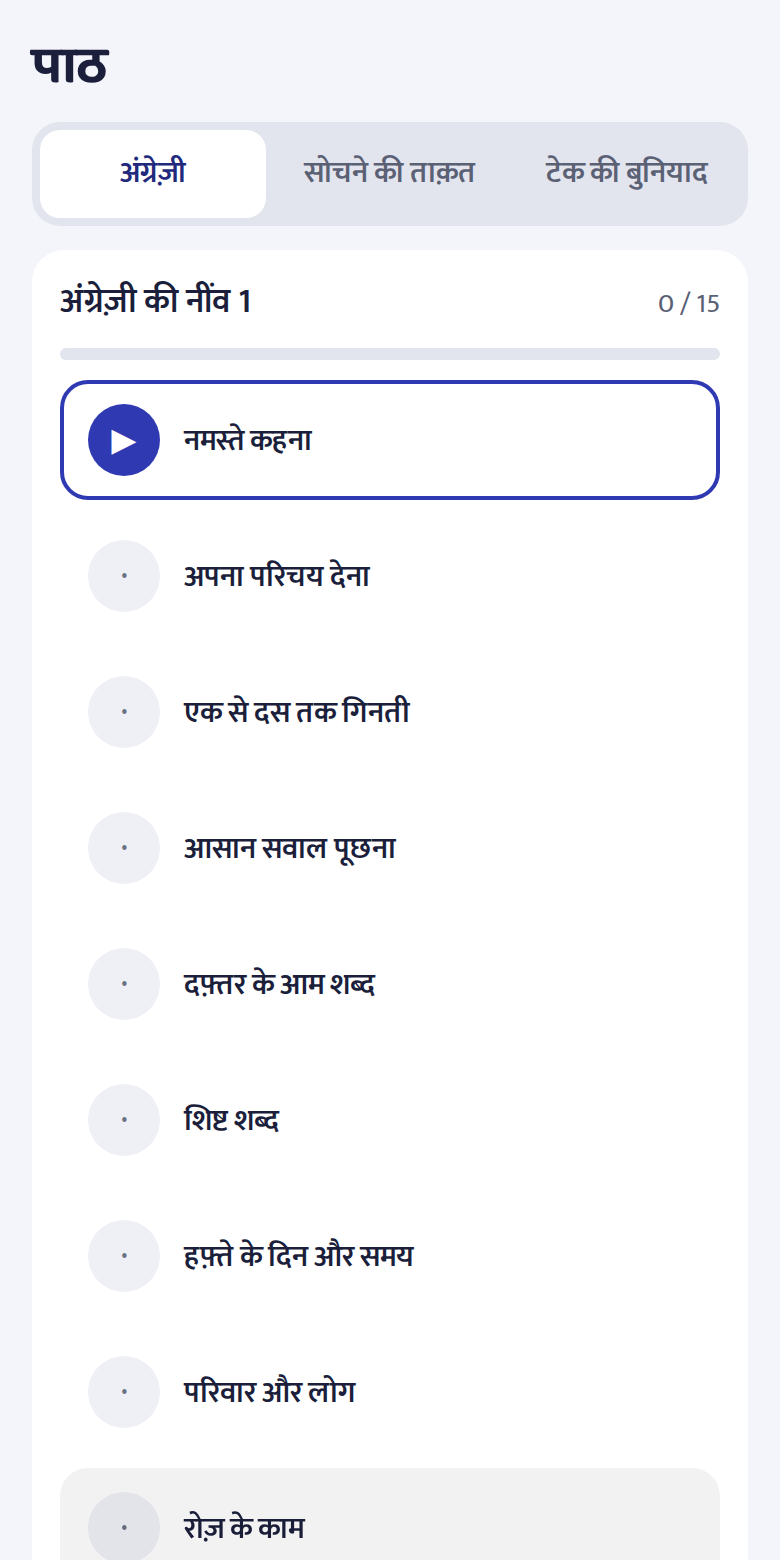 पाठ
अंग्रेज़ी
सोचने की ताक़त
टेक की बुनियाद
अंग्रेज़ी की नींव 1
0 / 15
नमस्ते कहना
अपना परिचय देना
एक से दस तक गिनती
आसान सवाल पूछना
दफ़्तर के आम शब्द
शिष्ट शब्द
हफ़्ते के दिन और समय
परिवार और लोग
रोज़ के काम